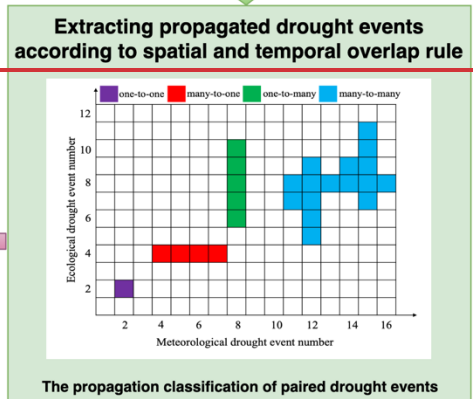 Extracting propagated drought events
according to spatial and temporal overlap rule
one-to-one many-to-one one-to-many many-to-many
Ecological drought event number
12
10
8
6
4
2
2 4 6 8 10 12 14 16
Meteorological drought event number
The propagation classification of paired drought events